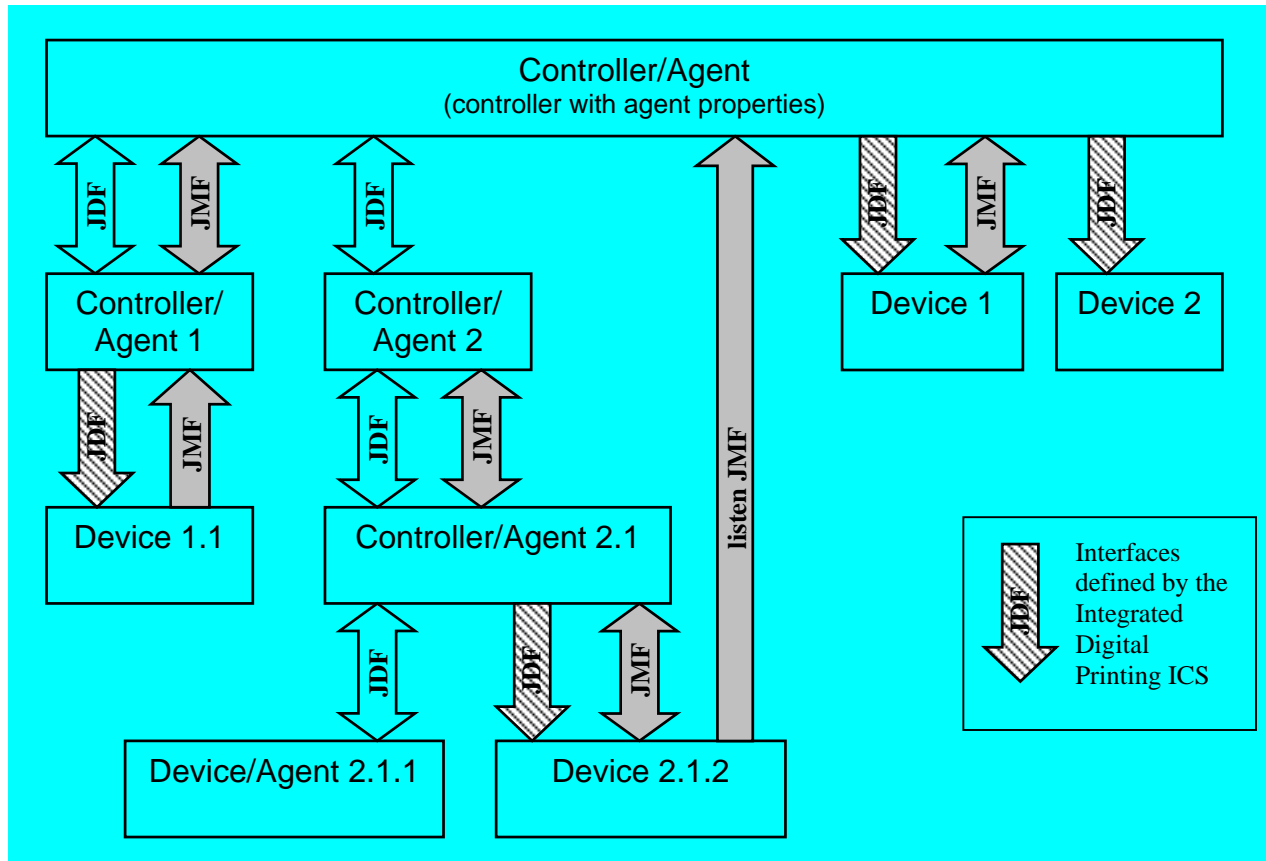 Controller/Agent
(controller with agent properties)
JDF
JMF
JDF
JDF
JMF
JDF
Controller/
Agent 1
Controller/
Agent 2
Device 1
Device 2
JDF
JMF
JDF
JMF
listen JMF
Device 1.1
Controller/Agent 2.1
JDF
Interfaces
defined by the
Integrated
Digital
Printing ICS
JDF
JDF
JMF
Device/Agent 2.1.1
Device 2.1.2